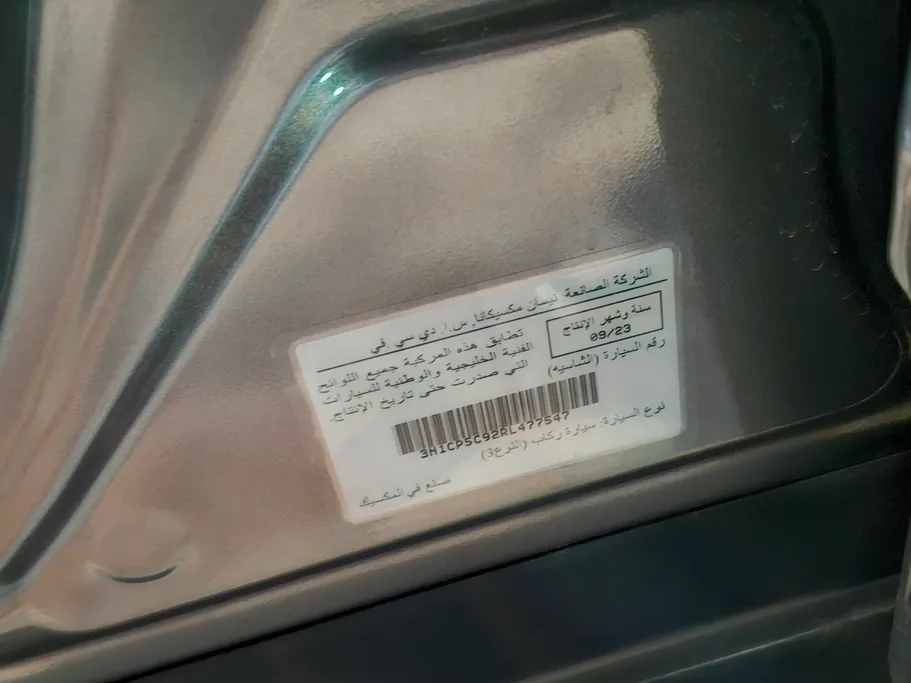 الشركة الصانعة: نيسان مكسيكانا, س.أ. دي سي.في
سنة وشهر الإنتاج
09/23
تطابق هذه المركبة جميع اللوائح
الفنية الخليجية والوطنية للسيارات
التي صدرت حتى تاريخ الإنتاج.
رقم السيارة (الشاسيه)
3N1CP5C92RL477547
نوع السيارة: سيارة ركاب (الفرع3)
صنع في المكسيك